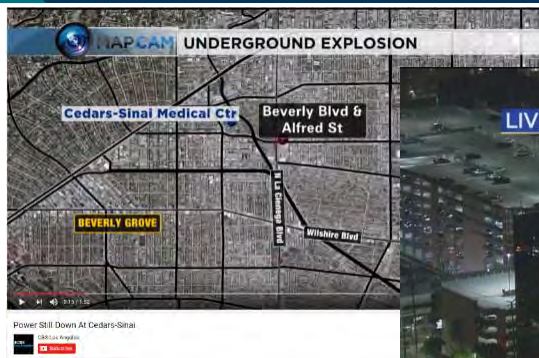 MAPCAM UNDERGROUND EXPLOSION
Cedars-Sinai Medical Ctr
Beverly Blvd &
Alfred St
LIV
N La Cienega Blvd
BEVERLY GROVE
Wilshire Blvd
0:15 / 1:52
Power Still Down At Cedars-Sinai
CBS Los Angeles
Subscribe